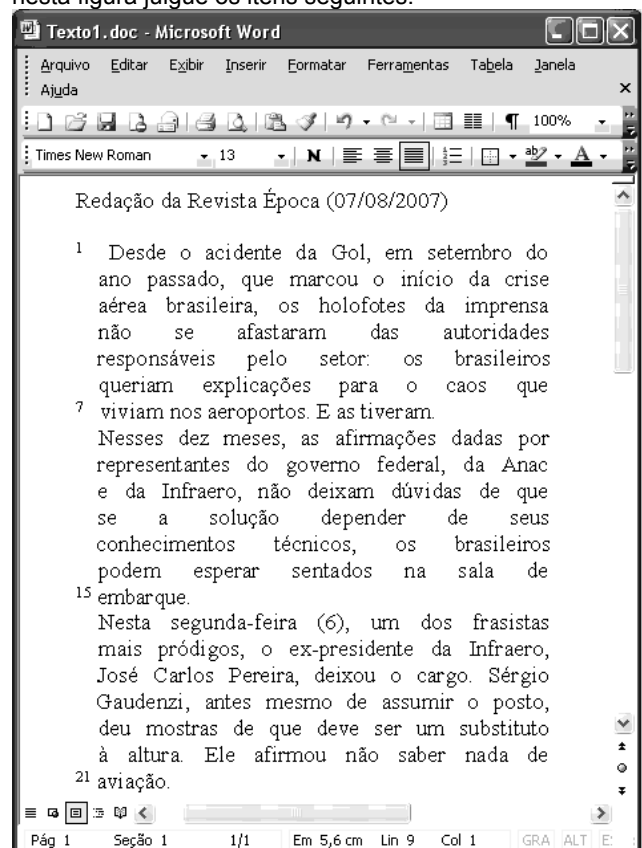 nesta figura julgue os itens seguintes.
Texto1.doc - Microsoft Word
Arquivo Editar Exibir Inserir Formatar Ferramentas Tabela Janela
Ajuda
100%
Times New Roman 13 N
Redação da Revista Época (07/08/2007)
1 Desde o acidente da Gol, em setembro do
ano passado, que marcou o início da crise
aérea brasileira, os holofotes da imprensa
não se afastaram das autoridades
responsáveis pelo setor: os brasileiros
queriam explicações para o caos que
7 viviam nos aeroportos. E as tiveram.
Nesses dez meses, as afirmações dadas por
representantes do governo federal, da Anac
e da Infraero, não deixam dúvidas de que
se a solução depender de seus
conhecimentos técnicos, os brasileiros
podem esperar sentados na sala de
15 embarque.
Nesta segunda-feira (6), um dos frasistas
mais pródigos, o ex-presidente da Infraero,
José Carlos Pereira, deixou o cargo. Sérgio
Gaudenzi, antes mesmo de assumir o posto,
deu mostras de que deve ser um substituto
à altura. Ele afirmou não saber nada de
21 aviação.
Pág 1 Seção 1 1/1 Em 5,6 cm Lin 9 Col 1 GRA ALT E: